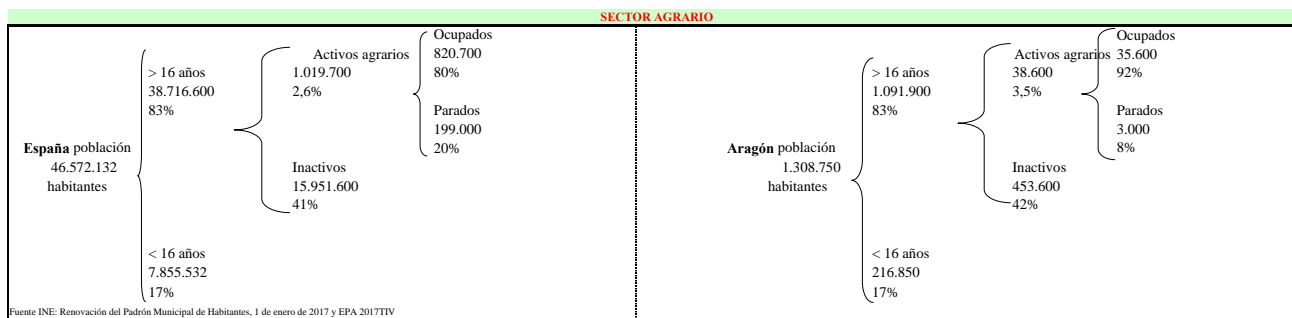 SECTOR AGRARIO
España población
46.572.132
habitantes
> 16 años
38.716.600
83%
< 16 años
7.855.532
17%
Activos agrarios
1.019.700
2,6%
Inactivos
15.951.600
41%
Ocupados
820.700
80%
Parados
199.000
20%
Aragón población
1.308.750
habitantes
> 16 años
1.091.900
83%
< 16 años
216.850
17%
Activos agrarios
38.600
3,5%
Inactivos
453.600
42%
Ocupados
35.600
92%
Parados
3.000
8%
Fuente INE: Renovación del Padrón Municipal de Habitantes, 1 de enero de 2017 y EPA 2017TIV